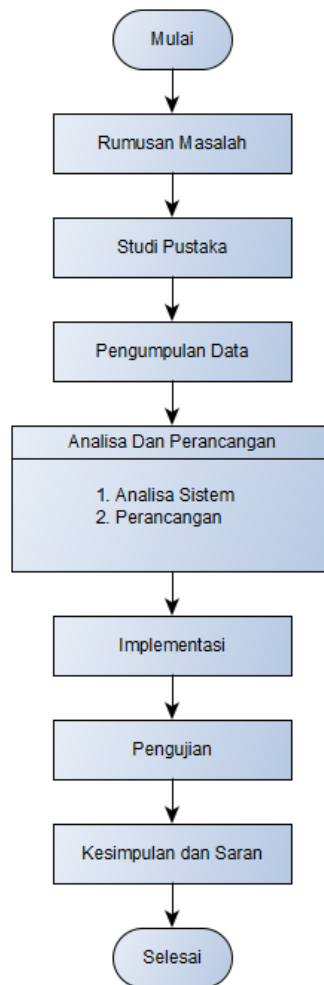 Mulai
Rumusan Masalah
Studi Pustaka
Pengumpulan Data
Analisa Dan Perancangan
1. Analisa Sistem
2. Perancangan
Implementasi
Pengujian
Kesimpulan dan Saran
Selesai